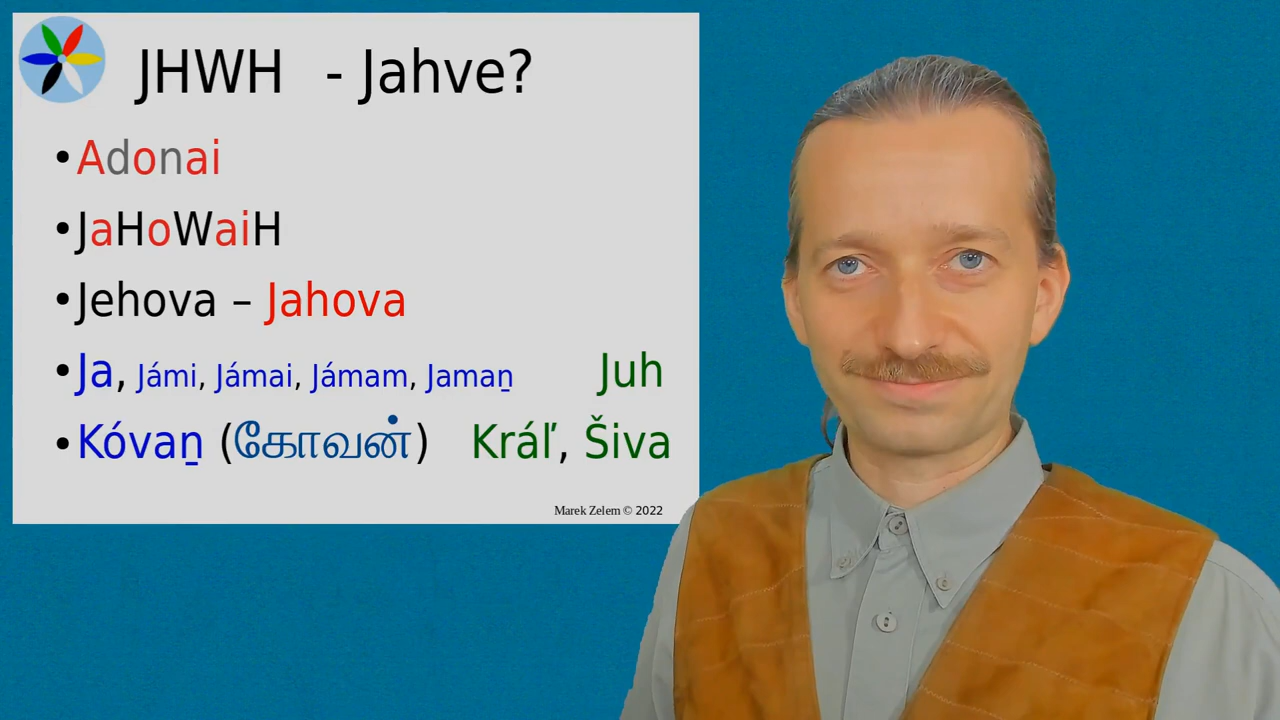 JHWH - Jahve?
•Adonai
•JaHoWaiH
•Jehova – Jahova
•Ja, Jámi, Jámai, Jámam, Jamaṉ Juh
•Kóvaṉ (கோவன்) Kráľ, Šiva
Marek Zelem © 2022